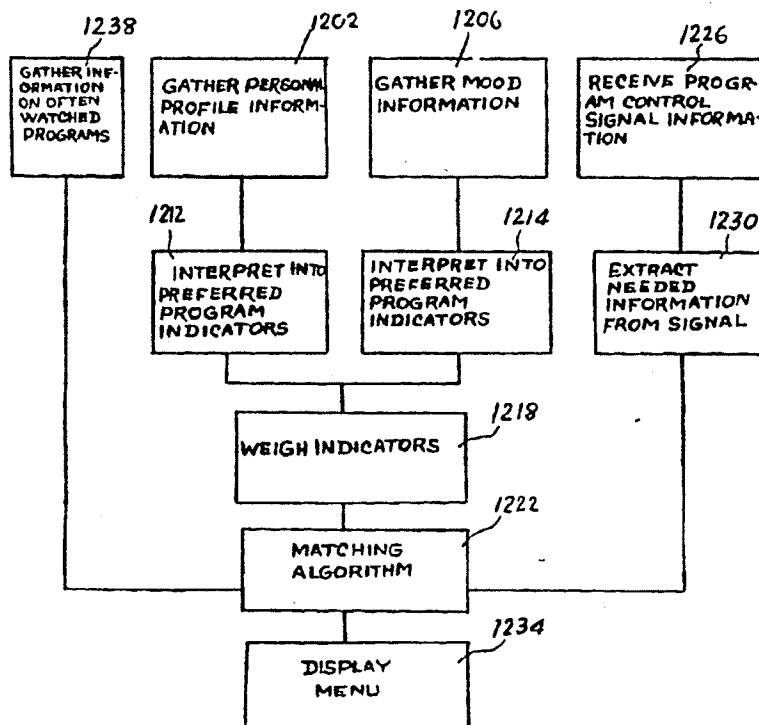 1238
1202
1206
1226
GATHER INF-
ORMATION
ON OFTEN
WATCHED
PROGRAMS
GATHER PERSONAL
PROFILE INFORM-
ATION
GATHER MOOD
INFORMATION
RECEIVE PROGR-
AM CONTROL
SIGNAL INFORMA-
TION
1212
1214
1230
INTERPRET INTO
PREFERRED
PROGRAM
INDICATORS
INTERPRET INTO
PREFERRED
PROGRAM
INDICATORS
EXTRACT
NEEDED
INFORMATION
FROM SIGNAL
1218
WEIGH INDICATORS
1222
MATCHING
ALGORITHM
1234
DISPLAY
MENU